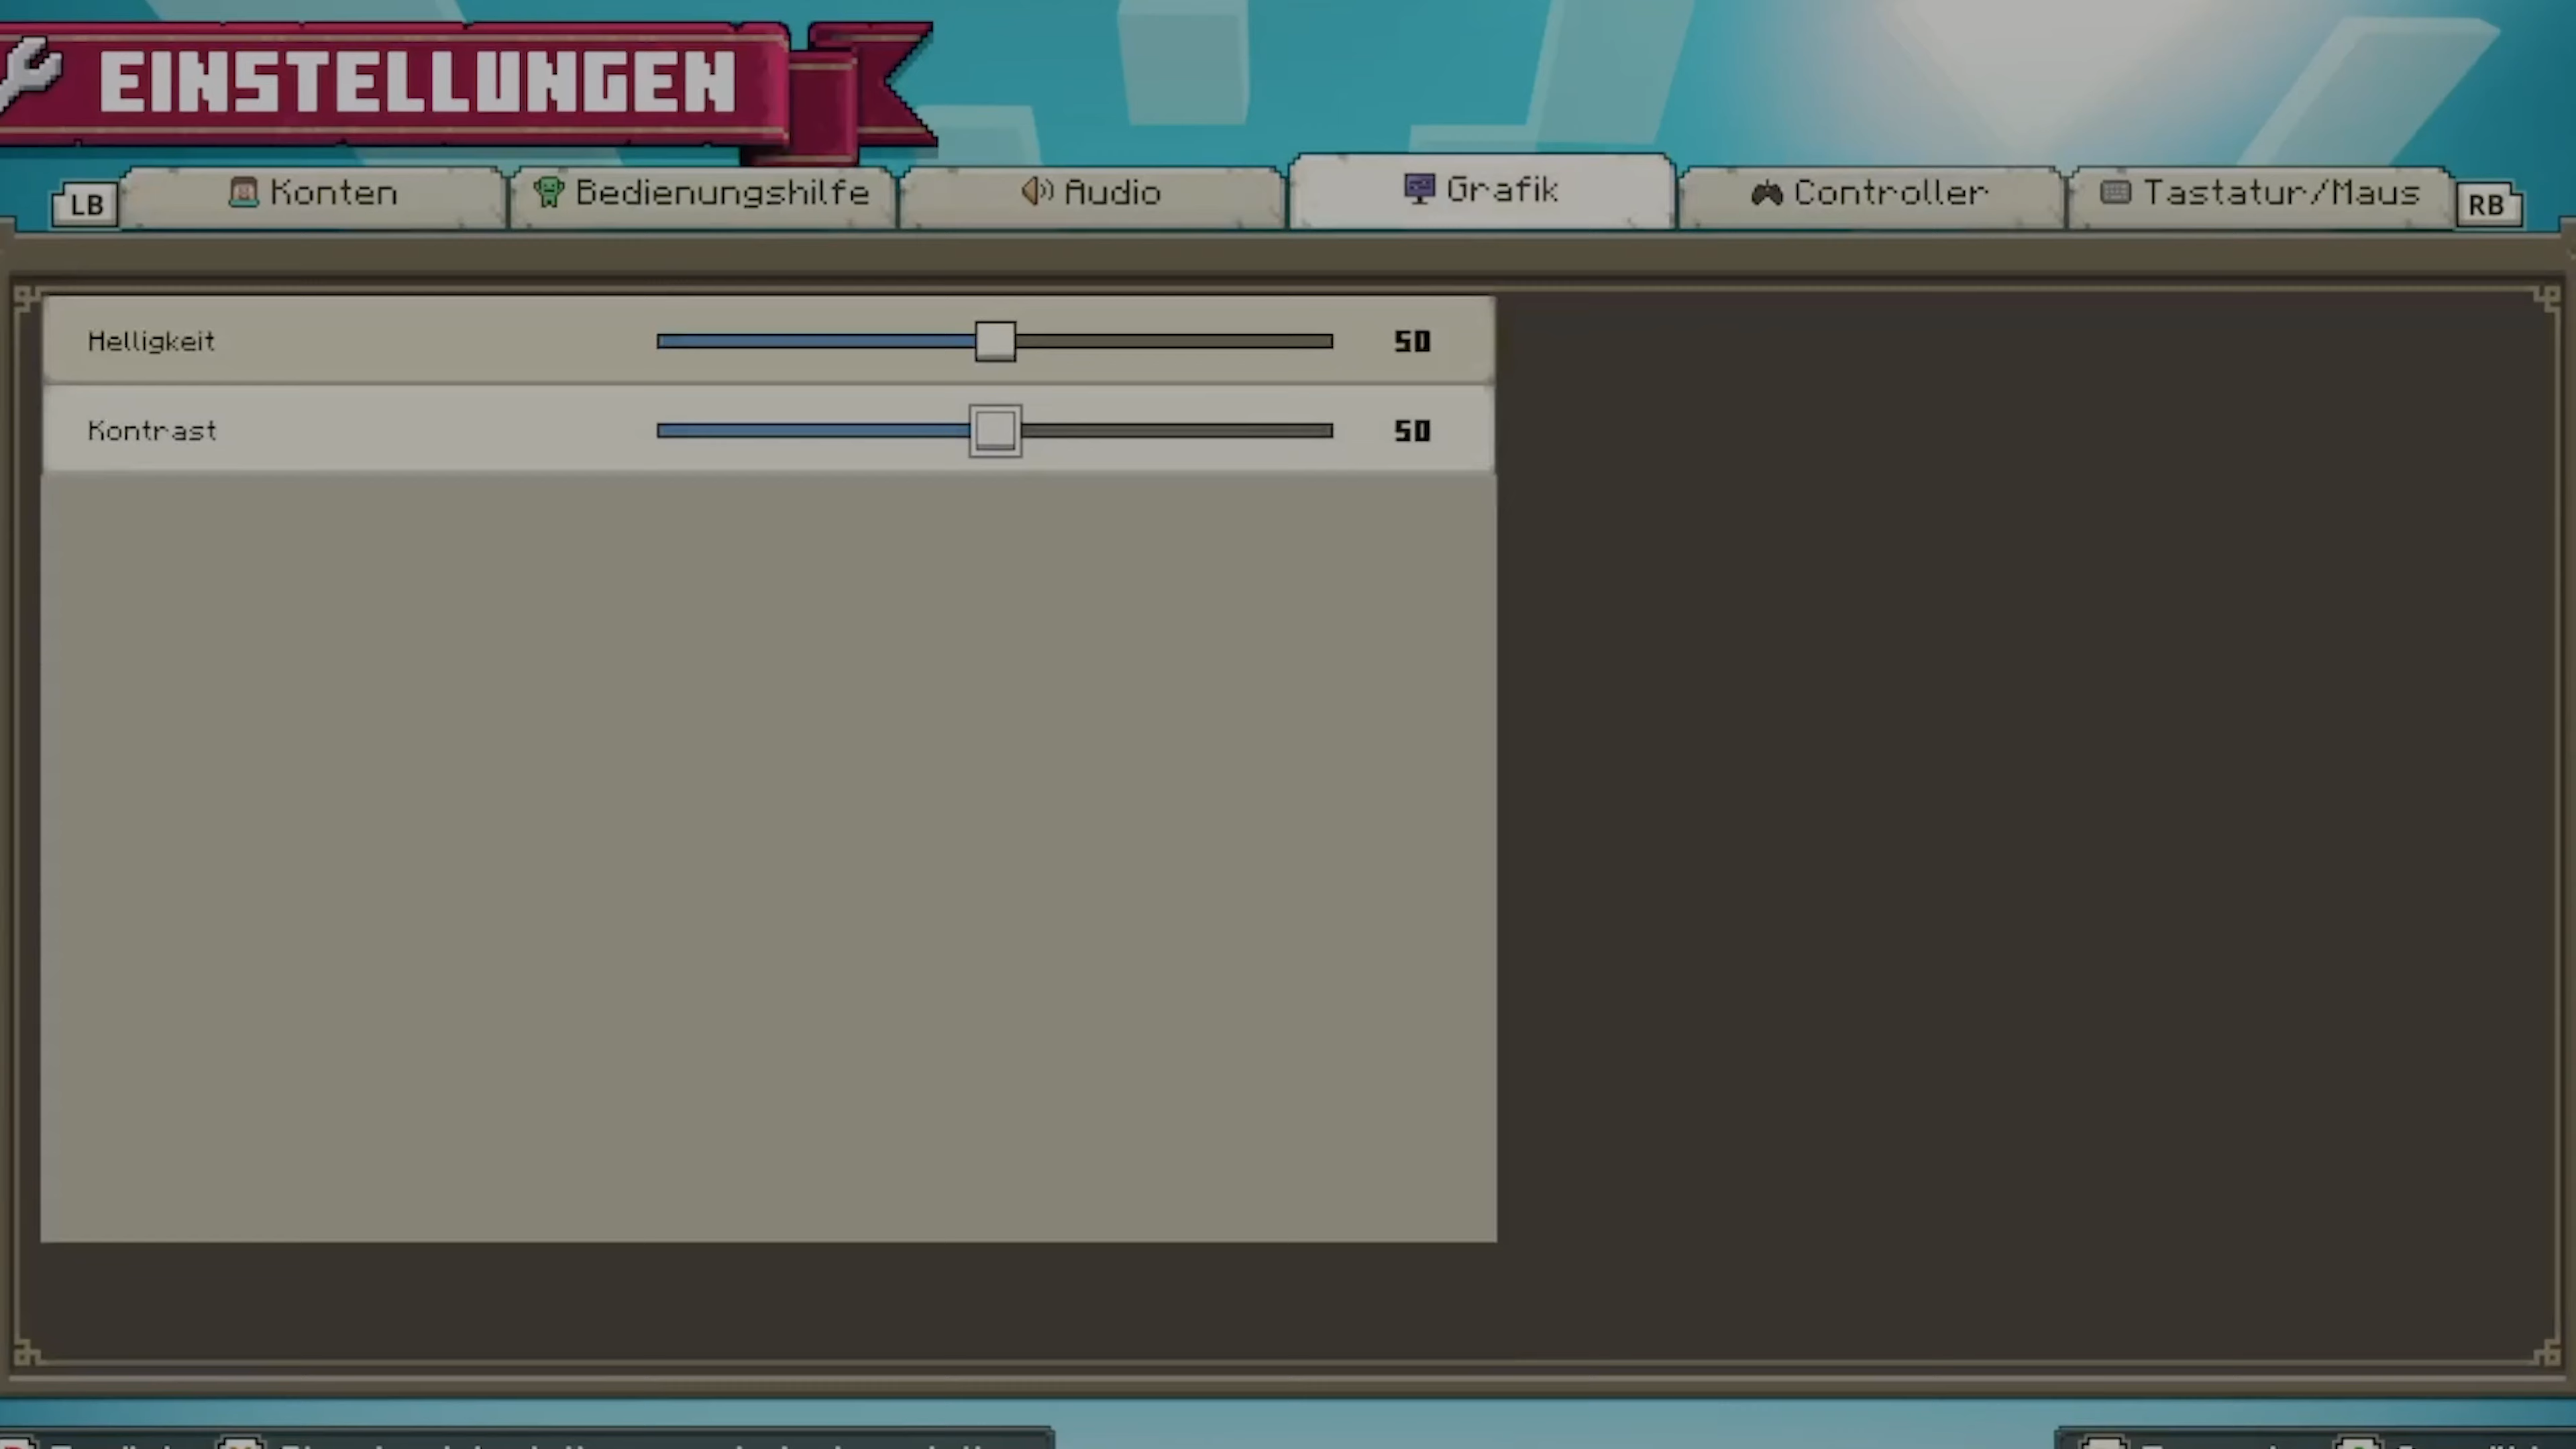 EINSTELLUNGEN
LB Konten Bedienungshilfe Audio Grafik Controller Tastatur/Maus RB
Helligkeit 50
Kontrast 50